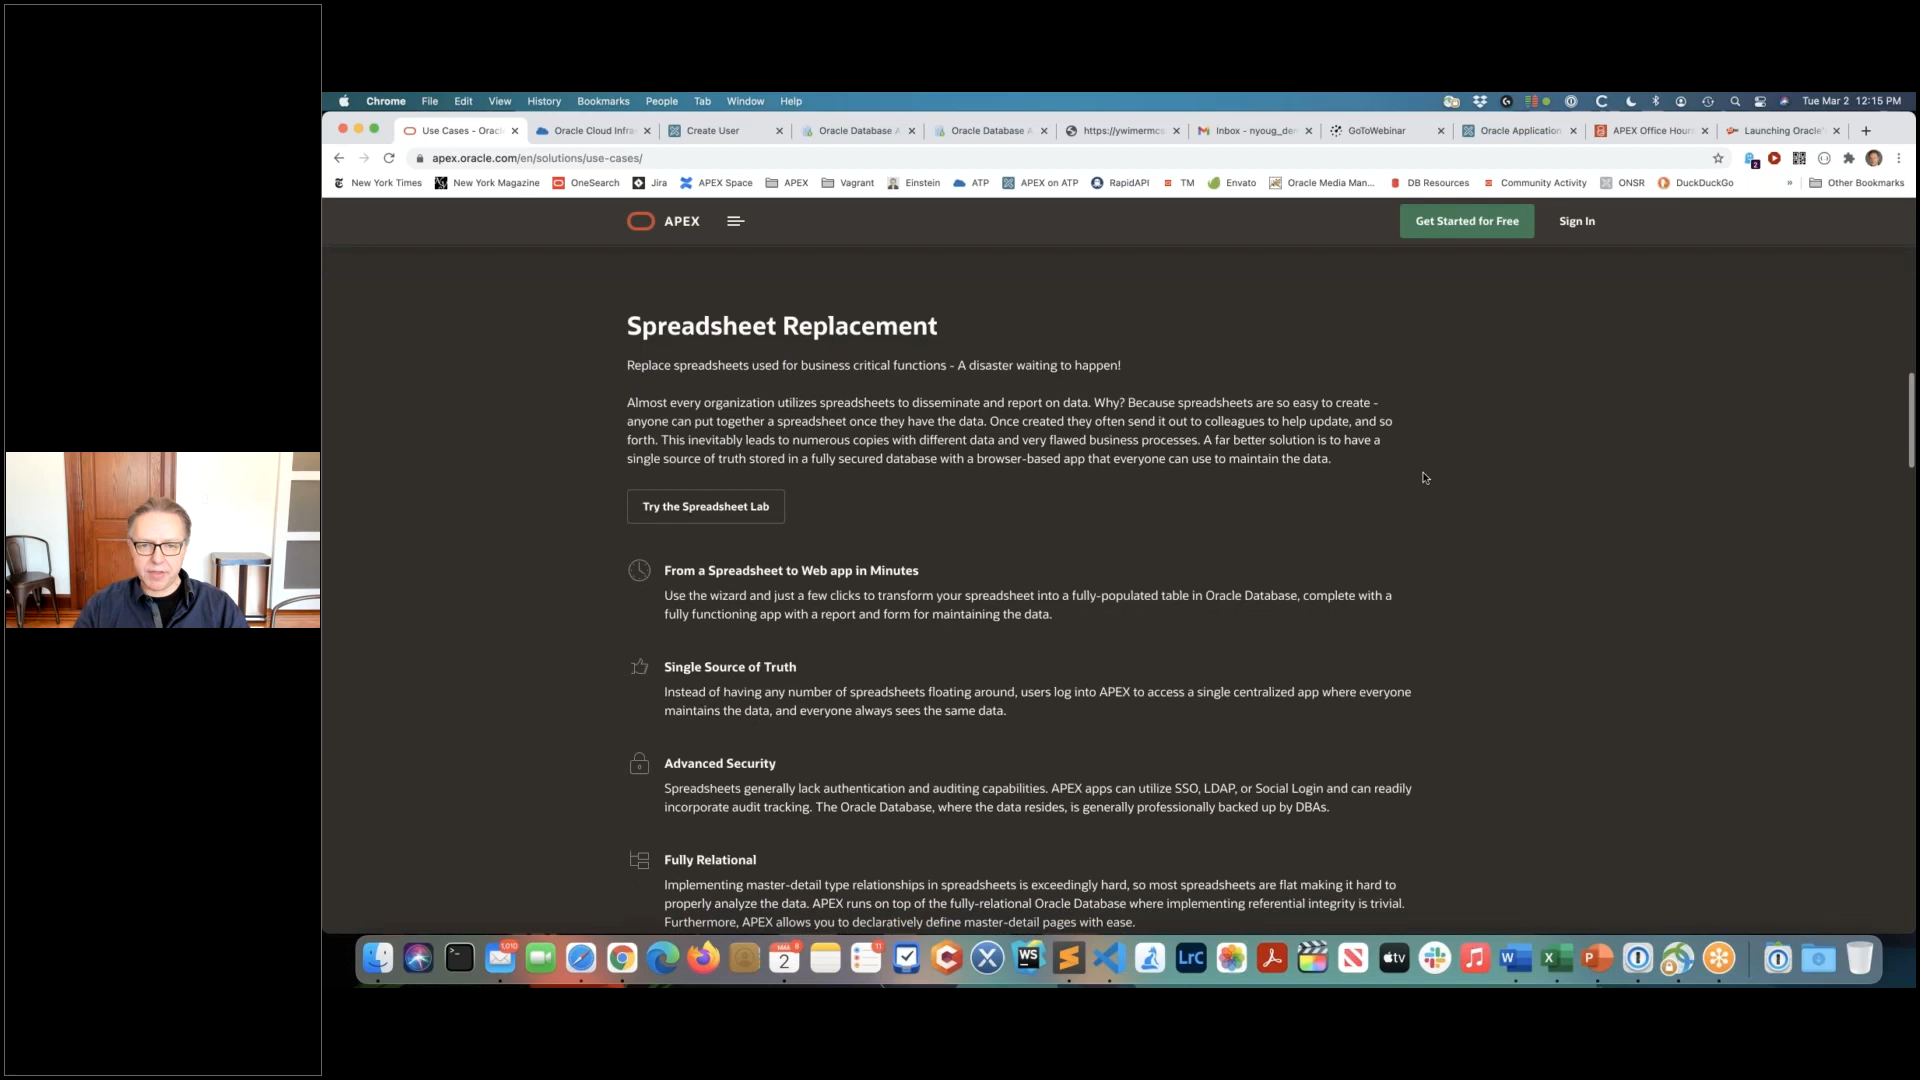 Chrome File Edit View History Bookmarks People Tab Window Help Tue Mar 2 12:15 PM
Use Cases - Oracl Oracle Cloud Infra Create User Oracle Database A Oracle Database A https://ywimermcs Inbox - nyoug_de GoToWebinar Oracle Application APEX Office Hour Launching Oracle'
apex.oracle.com/en/solutions/use-cases/
2
New York Times New York Magazine OneSearch Jira APEX Space APEX Vagrant Einstein ATP APEX on ATP RapidAPI TM Envato Oracle Media Man... DB Resources Community Activity ONSR DuckDuckGo » Other Bookmarks
APEX Get Started for Free Sign In
Spreadsheet Replacement
Replace spreadsheets used for business critical functions - A disaster waiting to happen!
Almost every organization utilizes spreadsheets to disseminate and report on data. Why? Because spreadsheets are so easy to create -
anyone can put together a spreadsheet once they have the data. Once created they often send it out to colleagues to help update, and so
forth. This inevitably leads to numerous copies with different data and very flawed business processes. A far better solution is to have a
single source of truth stored in a fully secured database with a browser-based app that everyone can use to maintain the data.
Try the Spreadsheet Lab
From a Spreadsheet to Web app in Minutes
Use the wizard and just a few clicks to transform your spreadsheet into a fully-populated table in Oracle Database, complete with a
fully functioning app with a report and form for maintaining the data.
Single Source of Truth
Instead of having any number of spreadsheets floating around, users log into APEX to access a single centralized app where everyone
maintains the data, and everyone always sees the same data.
Advanced Security
Spreadsheets generally lack authentication and auditing capabilities. APEX apps can utilize SSO, LDAP, or Social Login and can readily
incorporate audit tracking. The Oracle Database, where the data resides, is generally professionally backed up by DBAs.
Fully Relational
Implementing master-detail type relationships in spreadsheets is exceedingly hard, so most spreadsheets are flat making it hard to
properly analyze the data. APEX runs on top of the fully-relational Oracle Database where implementing referential integrity is trivial.
Furthermore, APEX allows you to declaratively define master-detail pages with ease.
1,010 MAR 2 11 WS LrC tv W X P